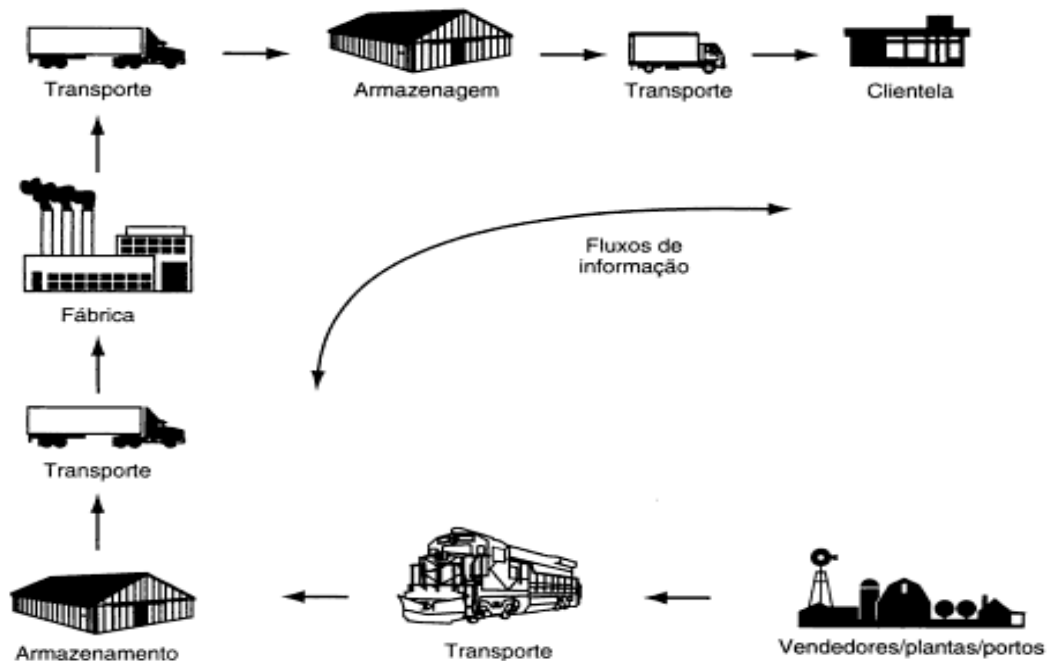 Transporte
Armazenagem
Transporte
Clientela
Fluxos de
informação
Fábrica
Transporte
Armazenamento
Transporte
Vendedores/plantas/portos